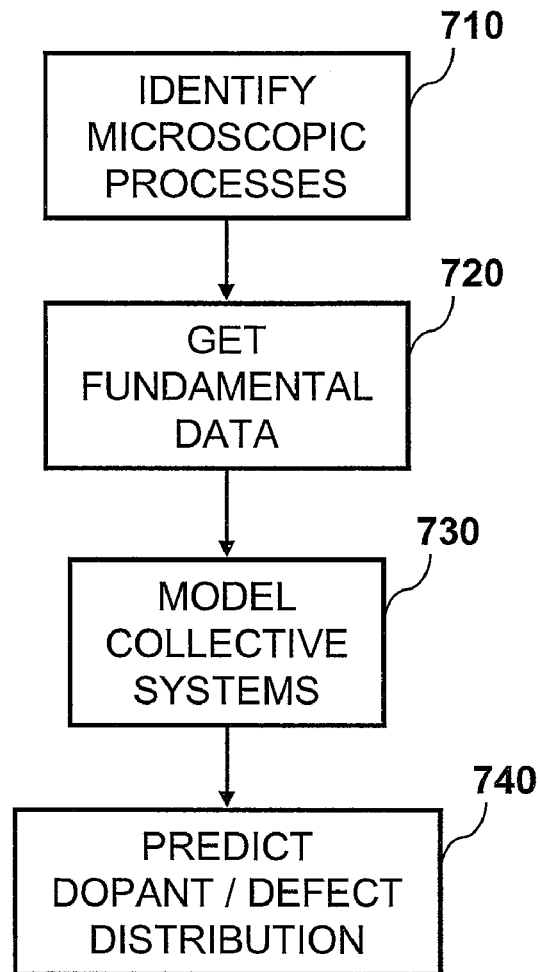 710
IDENTIFY
MICROSCOPIC
PROCESSES
720
GET
FUNDAMENTAL
DATA
730
MODEL
COLLECTIVE
SYSTEMS
740
PREDICT
DOPANT / DEFECT
DISTRIBUTION